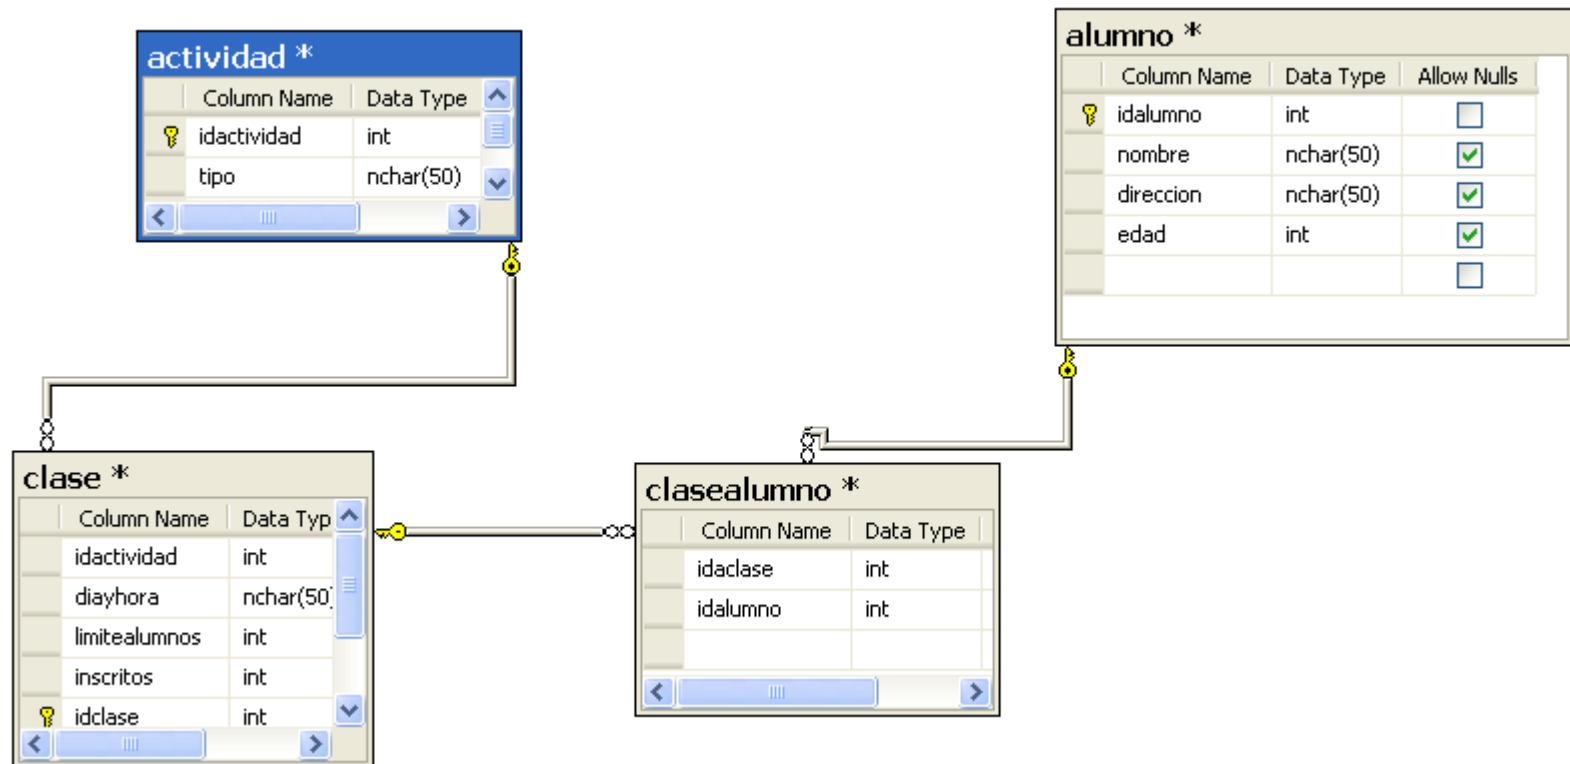 actividad *
Column Name Data Type
idactividad int
tipo nchar(50)
alumno *
Column Name Data Type Allow Nulls
idalumno int
nombre nchar(50)
direccion nchar(50)
edad int
clase *
Column Name Data Typ
idactividad int
diayhora nchar(50)
limitealumnos int
inscritos int
idclase int
clasealumno *
Column Name Data Type
idaclase int
idalumno int